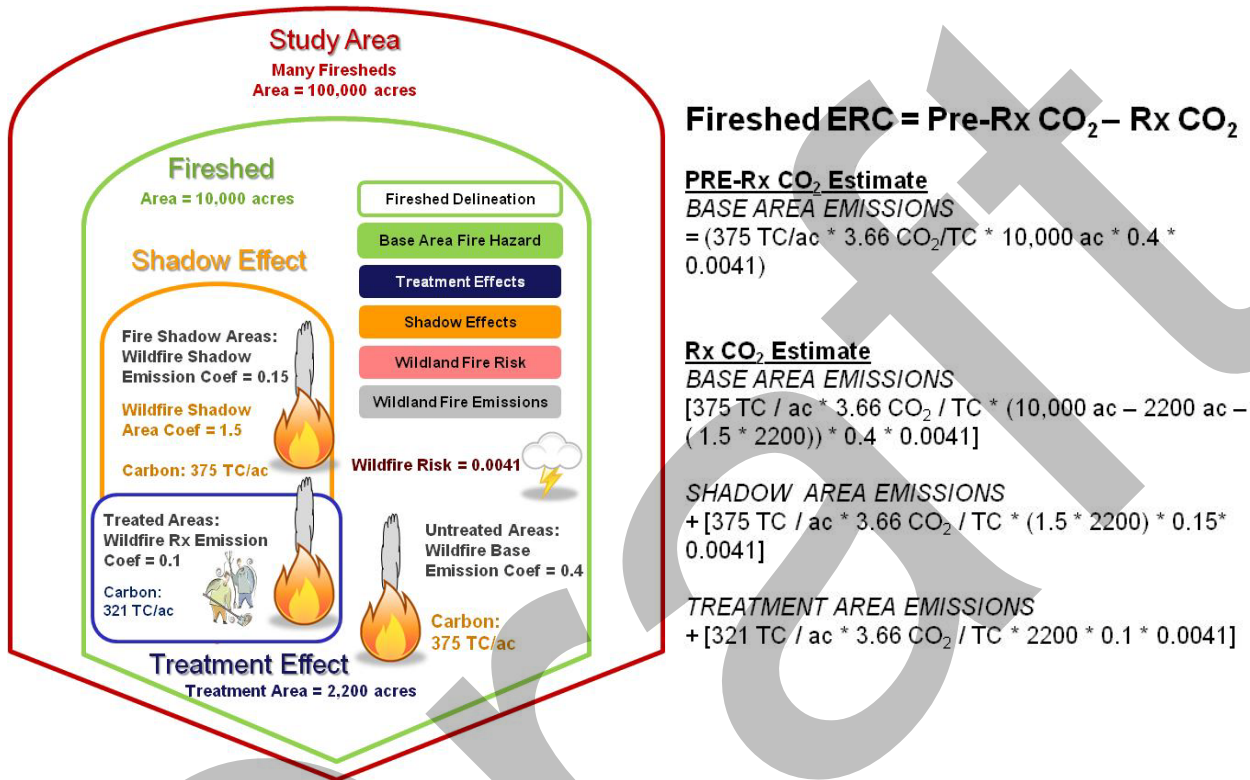 Study Area
Many Firesheds
Area = 100,000 acres
Fireshed
Area = 10,000 acres
Fireshed Delineation
Base Area Fire Hazard
Treatment Effects
Shadow Effects
Wildland Fire Risk
Wildland Fire Emissions
Shadow Effect
Fire Shadow Areas:
Wildfire Shadow
Emission Coef = 0.15
Wildfire Shadow
Area Coef = 1.5
Carbon: 375 TC/ac
Wildfire Risk = 0.0041
Treated Areas:
Wildfire Rx Emission
Coef = 0.1
Carbon:
321 TC/ac
Untreated Areas:
Wildfire Base
Emission Coef = 0.4
Carbon:
375 TC/ac
Treatment Effect
Treatment Area = 2,200 acres
Fireshed ERC = Pre-Rx CO₂ – Rx CO₂
PRE-Rx CO₂ Estimate
BASE AREA EMISSIONS
= (375 TC/ac * 3.66 CO₂/TC * 10,000 ac * 0.4 *
0.0041)
Rx CO₂ Estimate
BASE AREA EMISSIONS
[375 TC / ac * 3.66 CO₂ / TC * (10,000 ac – 2200 ac –
( 1.5 * 2200)) * 0.4 * 0.0041]
SHADOW AREA EMISSIONS
+ [375 TC / ac * 3.66 CO₂ / TC * (1.5 * 2200) * 0.15*
0.0041]
TREATMENT AREA EMISSIONS
+ [321 TC / ac * 3.66 CO₂ / TC * 2200 * 0.1 * 0.0041]
raft